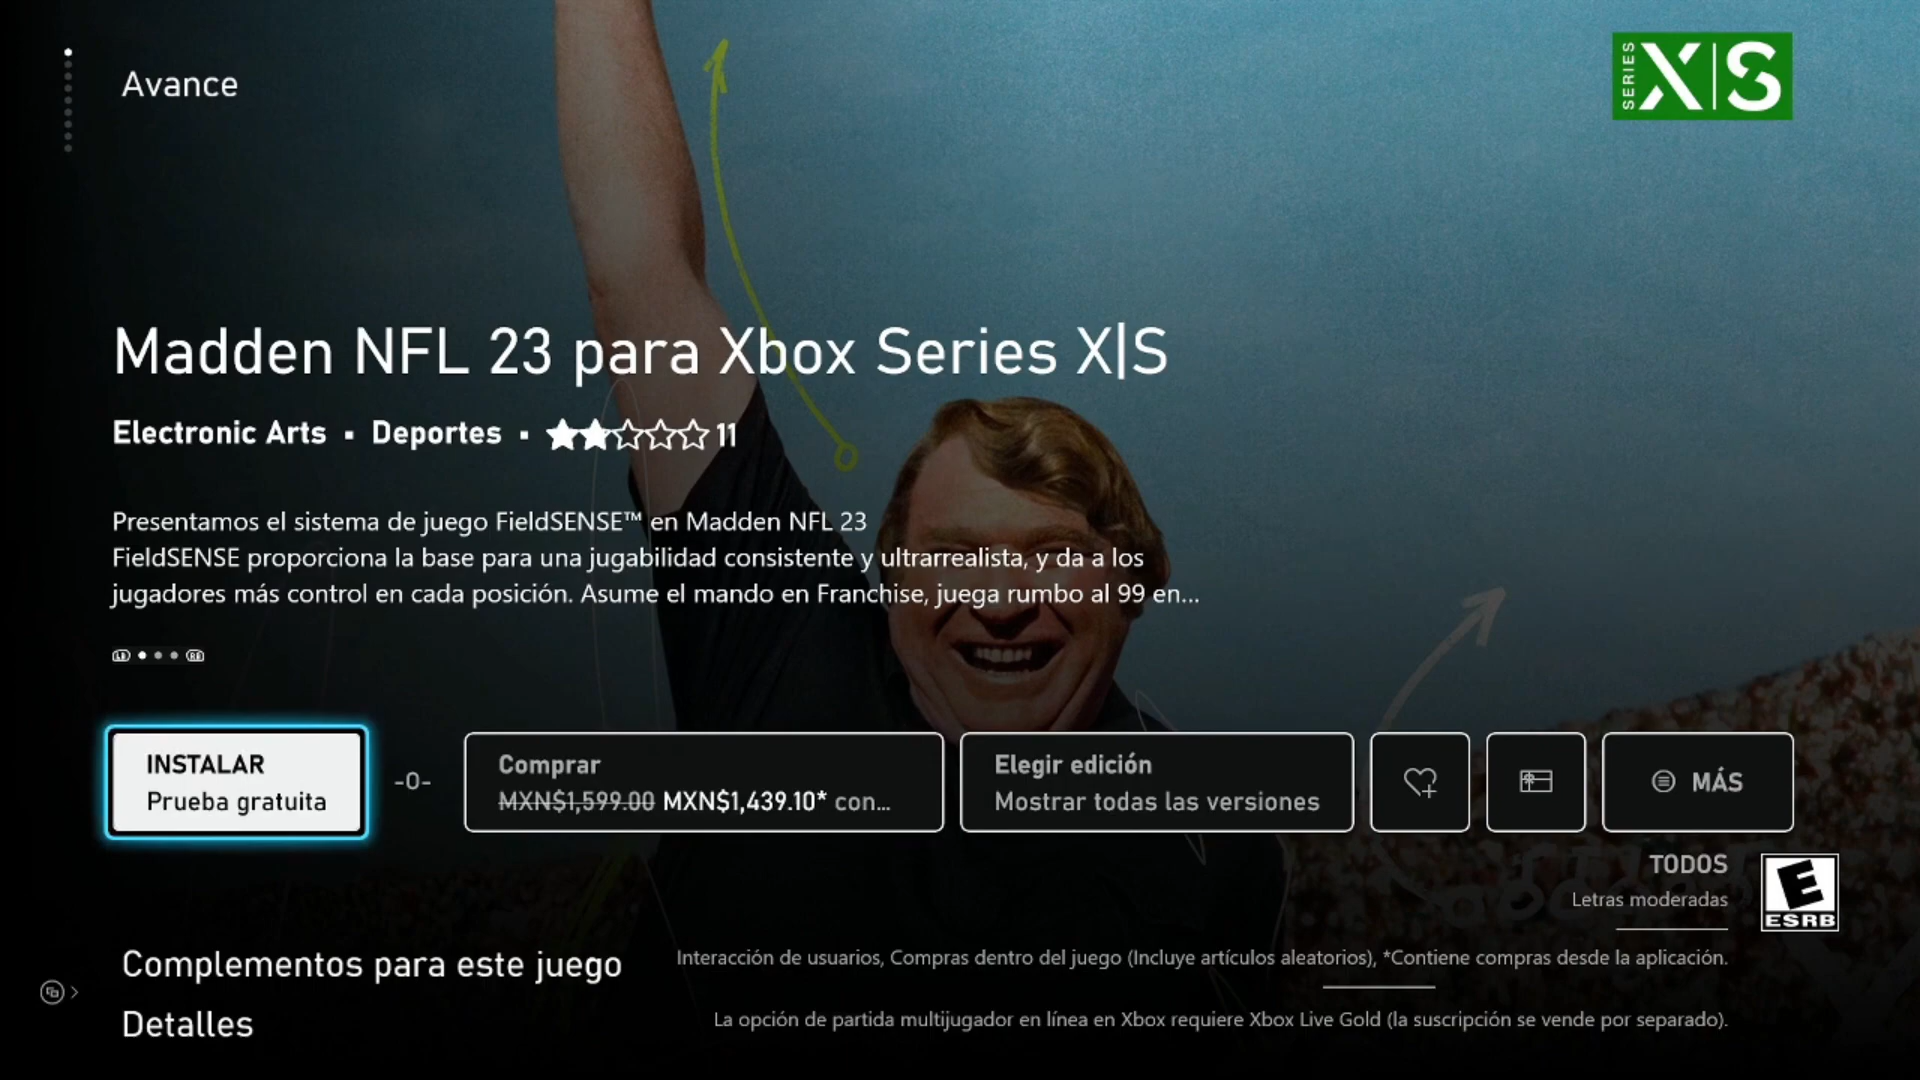 Avance
SERIES X|S
Madden NFL 23 para Xbox Series X|S
Electronic Arts ▪ Deportes ▪ 11
Presentamos el sistema de juego FieldSENSE™ en Madden NFL 23
FieldSENSE proporciona la base para una jugabilidad consistente y ultrarrealista, y da a los
jugadores más control en cada posición. Asume el mando en Franchise, juega rumbo al 99 en...
LB RB
INSTALAR
Prueba gratuita
-O-
Comprar
MXN$1,599.00 MXN$1,439.10* con...
Elegir edición
Mostrar todas las versiones
MÁS
TODOS
Letras moderadas
E
ESRB
Complementos para este juego
Interacción de usuarios, Compras dentro del juego (Incluye artículos aleatorios), *Contiene compras desde la aplicación.
Detalles
La opción de partida multijugador en línea en Xbox requiere Xbox Live Gold (la suscripción se vende por separado).